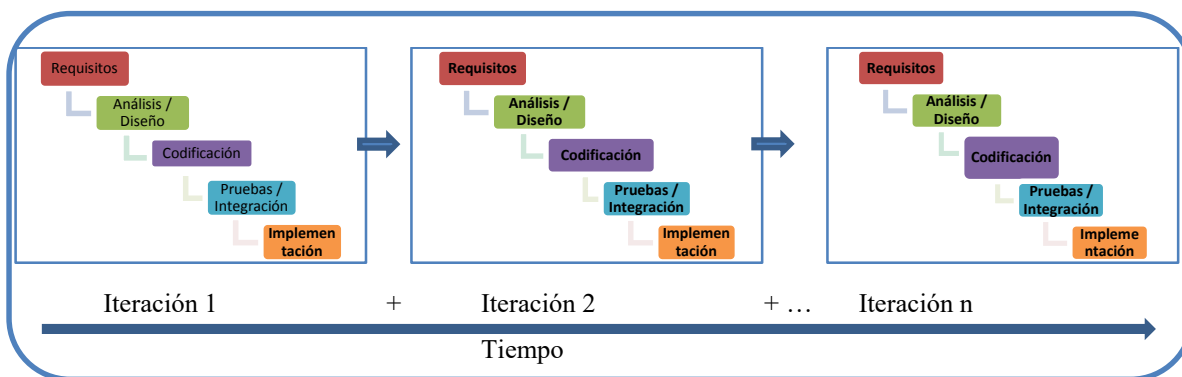 Requisitos
Análisis /
Diseño
Codificación
Pruebas /
Integración
Implemen
tación
Requisitos
Análisis /
Diseño
Codificación
Pruebas /
Integración
Implemen
tación
Requisitos
Análisis /
Diseño
Codificación
Pruebas /
Integración
Impleme
ntación
Iteración 1 + Iteración 2 + … Iteración n
Tiempo